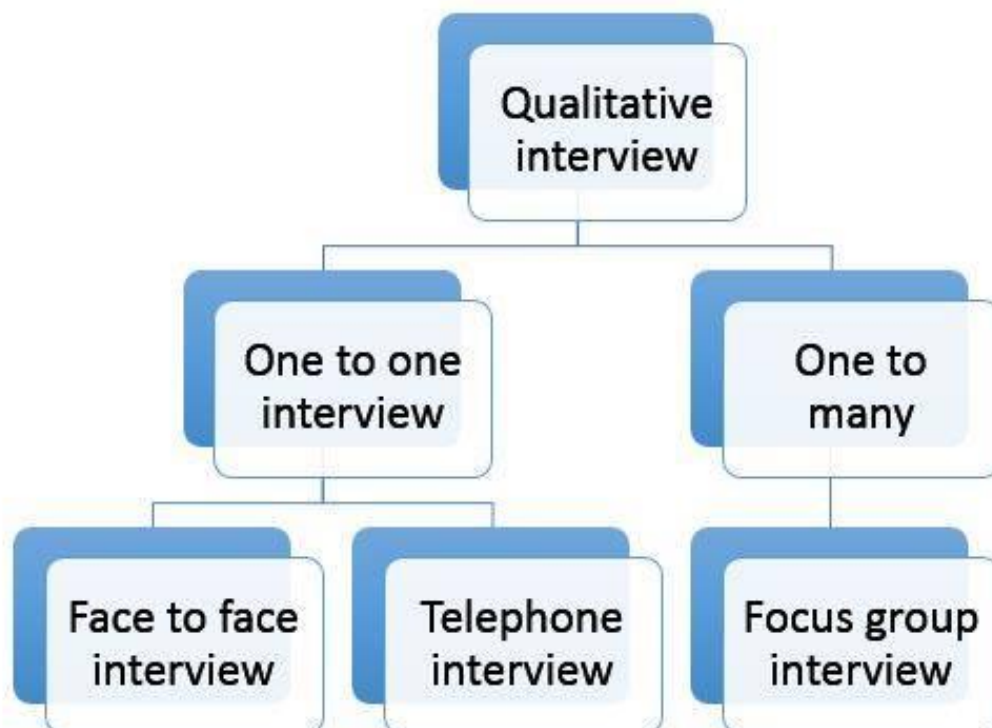 Qualitative
interview
One to one
interview
One to
many
Face to face
interview
Telephone
interview
Focus group
interview